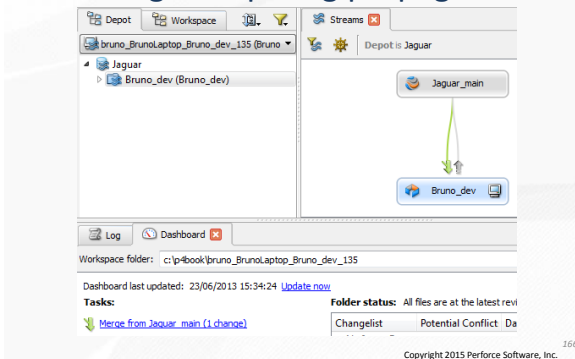 Depot
Workspace
Streams
bruno_BrunoLaptop_Bruno_dev_135 (Bruno
Depot is Jaguar
Jaguar
Bruno_dev (Bruno_dev)
Jaguar_main
Bruno_dev
Log
Dashboard
Workspace folder: c:\p4book\bruno_BrunoLaptop_Bruno_dev_135
Dashboard last updated: 23/06/2013 15:34:24 Update now
Tasks:
Folder status: All files are at the latest revi
Merge from Jaguar_main (1 change)
Changelist Potential Conflict Da
166
Copyright 2015 Perforce Software, Inc.